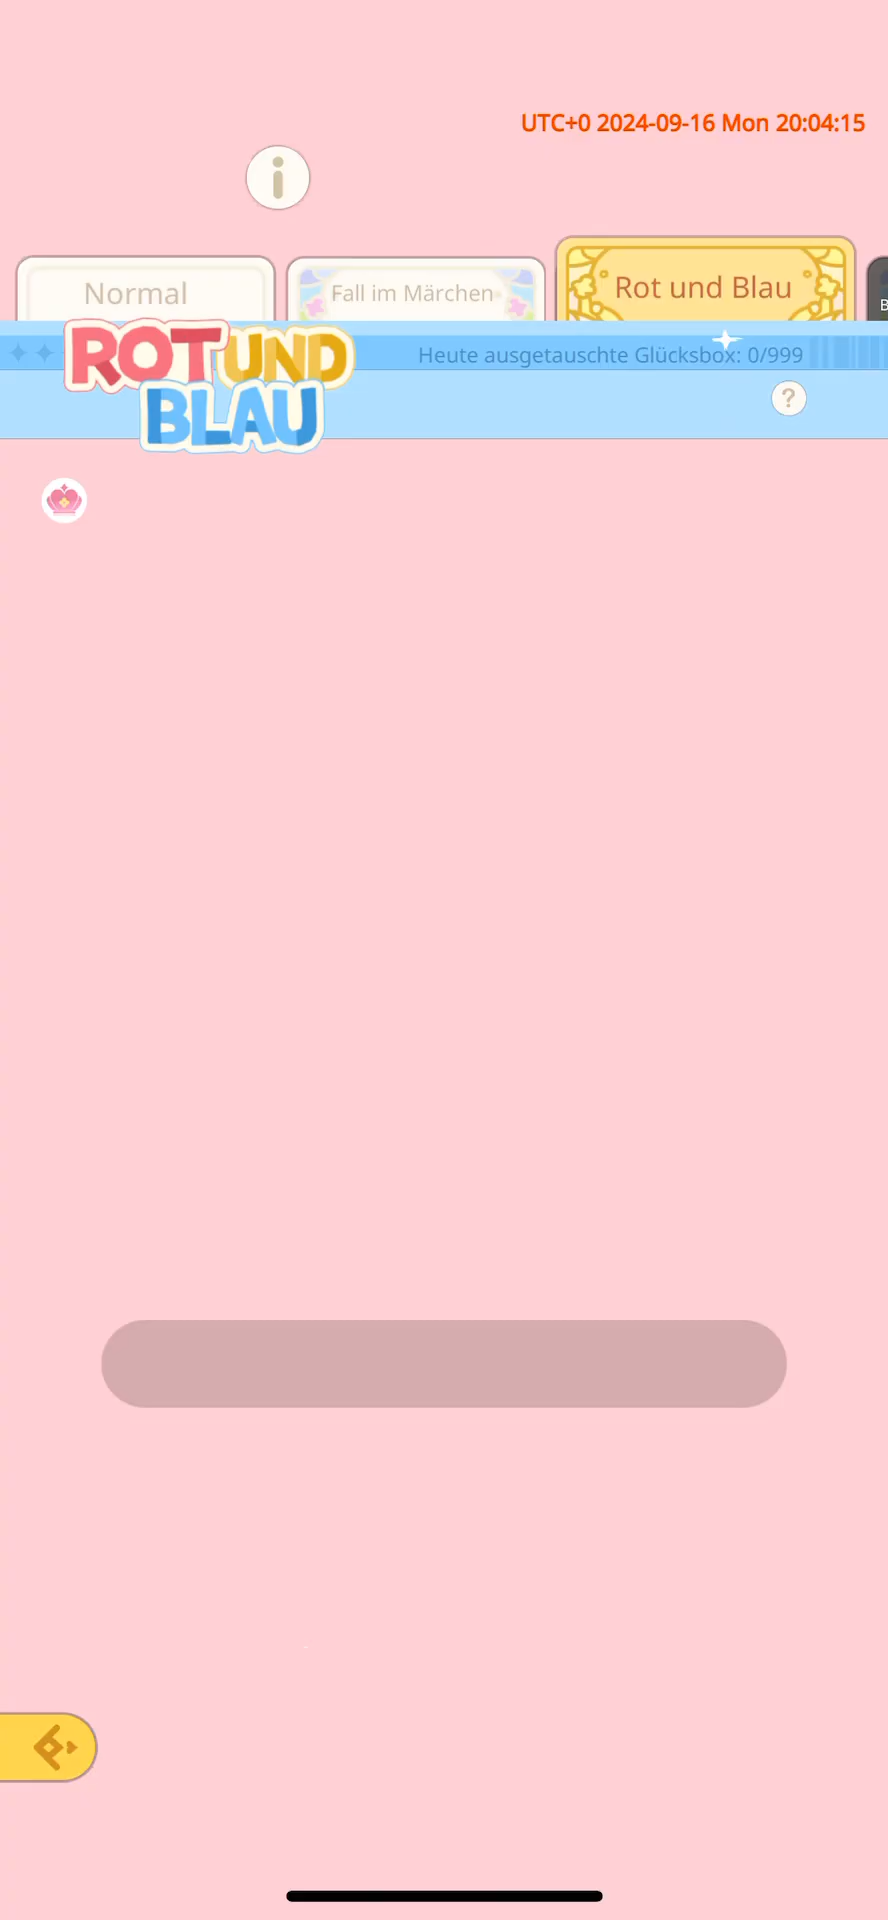 UTC+0 2024-09-16 Mon 20:04:15
Normal
Fall im Märchen
Rot und Blau
ROT UND
BLAU
Heute ausgetauschte Glücksbox: 0/999
?